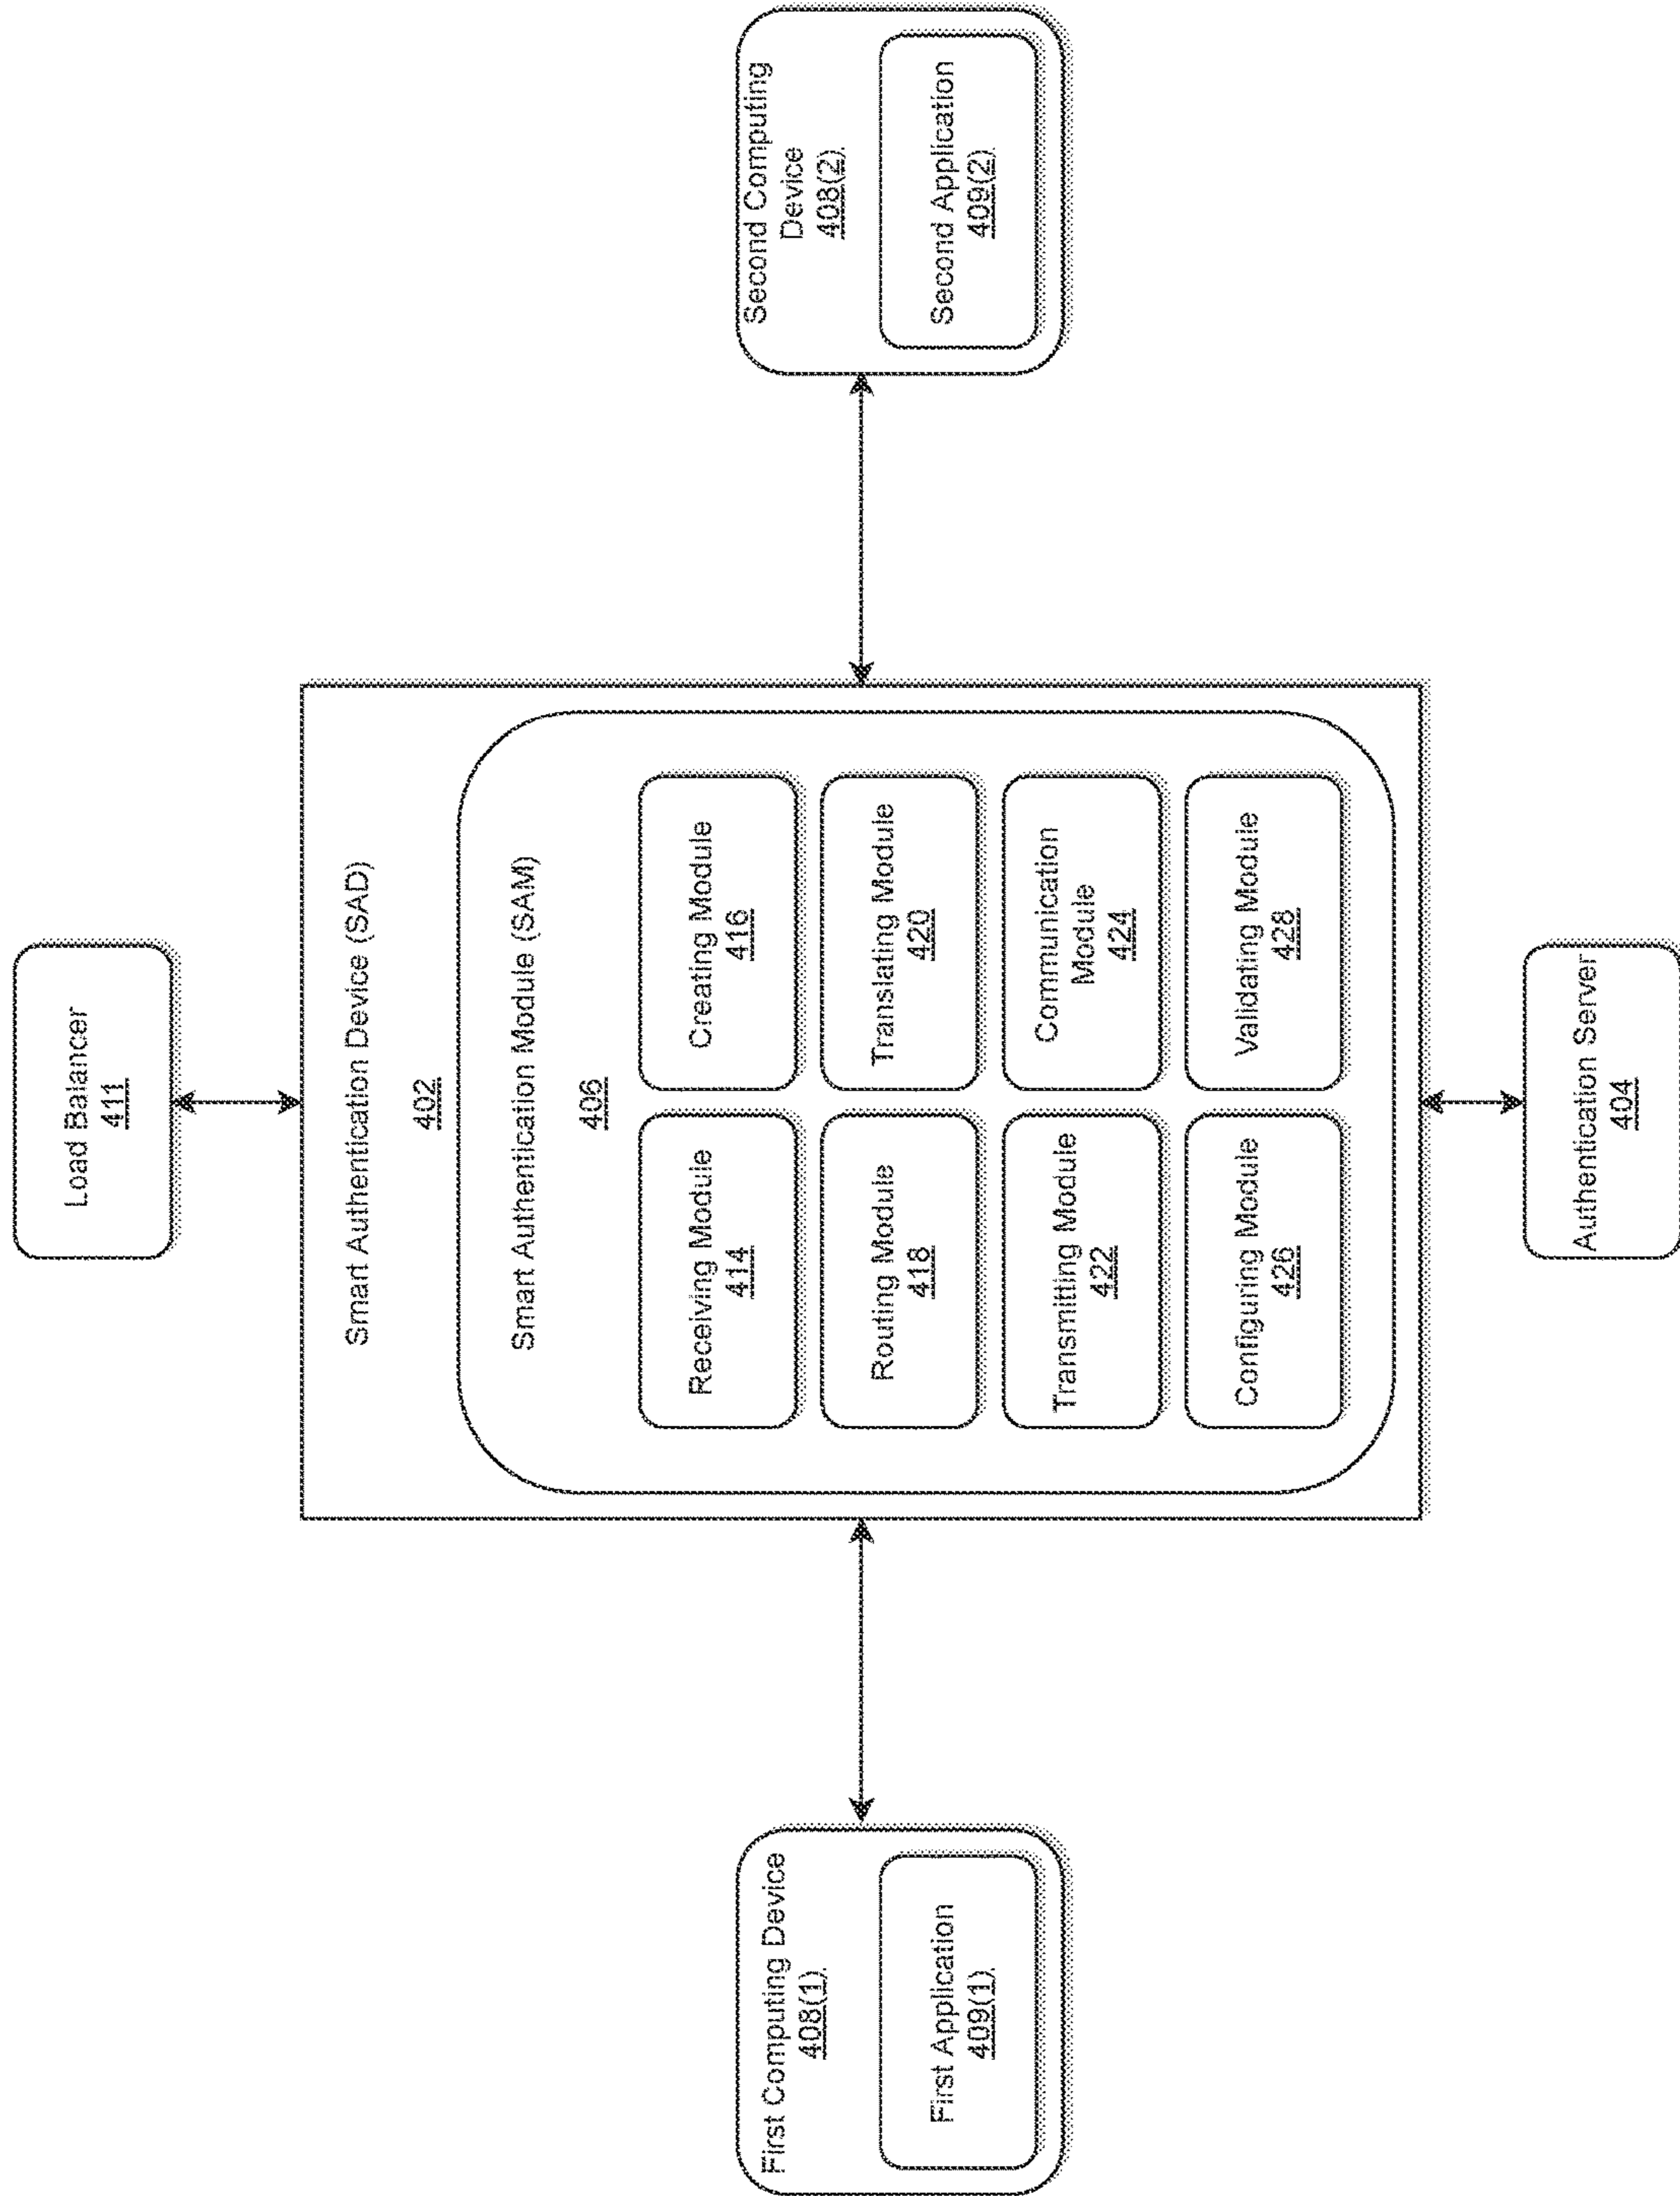 Load Balancer
411
Smart Authentication Device (SAD)
402
Smart Authentication Module (SAM)
406
Receiving Module
414
Creating Module
416
Routing Module
418
Translating Module
420
Transmitting Module
422
Communication
Module
424
Configuring Module
426
Validating Module
428
First Computing Device
408(1)
First Application
409(1)
Second Computing
Device
408(2)
Second Application
409(2)
Authentication Server
404